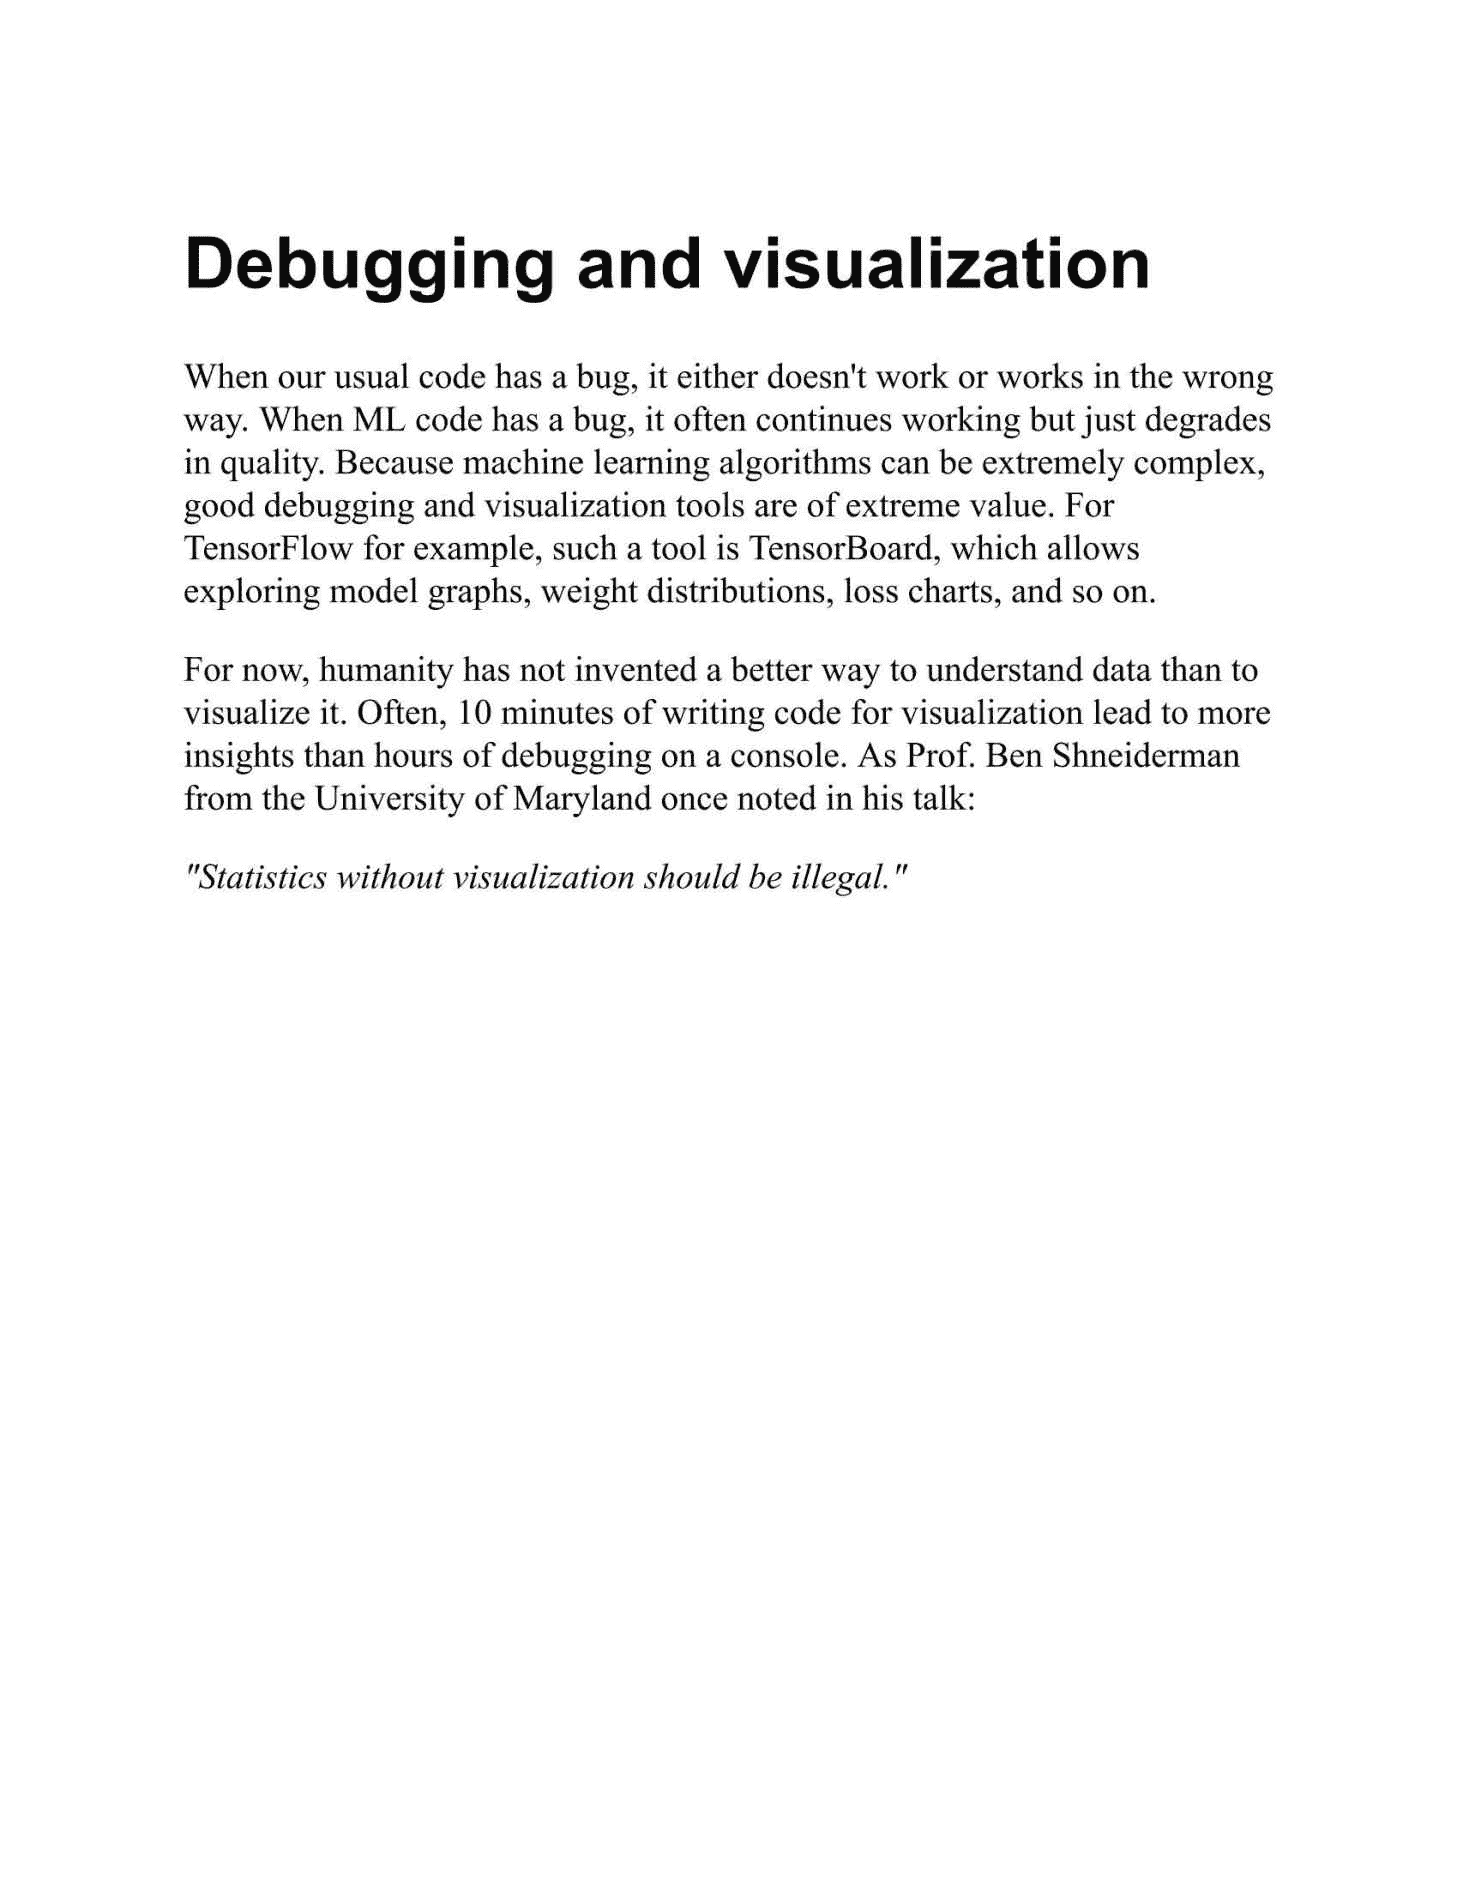 Debugging and visualization
When our usual code has a bug, it either doesn't work or works in the wrong
way. When ML code has a bug, it often continues working but just degrades
in quality. Because machine learning algorithms can be extremely complex,
good debugging and visualization tools are of extreme value. For
TensorFlow for example, such a tool is TensorBoard, which allows
exploring model graphs, weight distributions, loss charts, and so on.
For now, humanity has not invented a better way to understand data than to
visualize it. Often, 10 minutes of writing code for visualization lead to more
insights than hours of debugging on a console. As Prof. Ben Shneiderman
from the University of Maryland once noted in his talk:
"Statistics without visualization should be illegal."